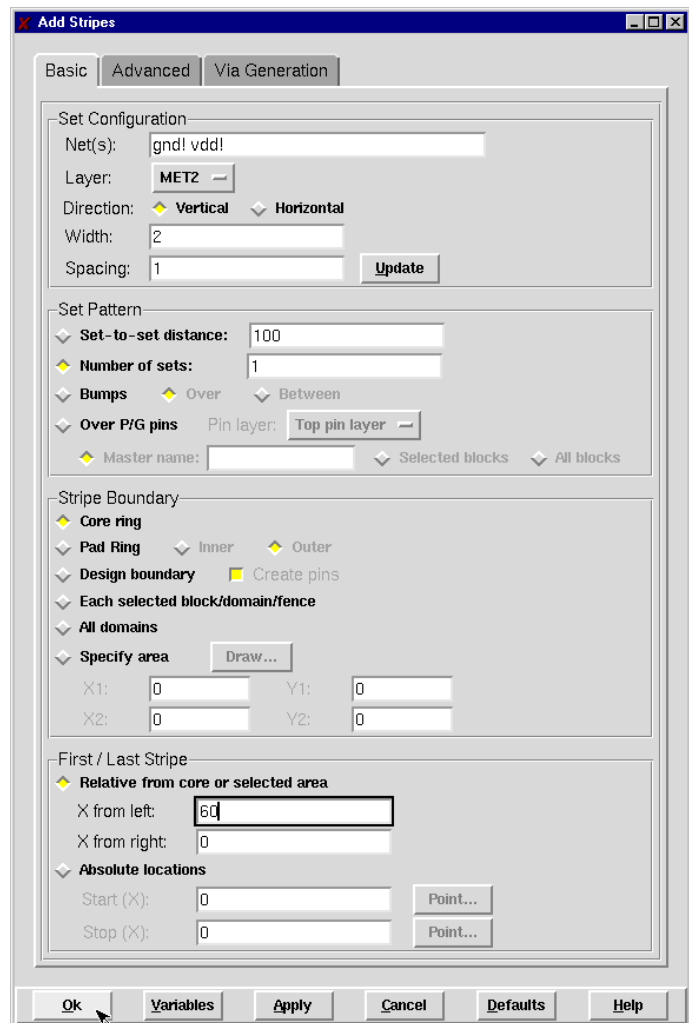 Add Stripes
Basic Advanced Via Generation
Set Configuration
Net(s): gnd! vdd!
Layer: MET2
Direction: Vertical Horizontal
Width: 2
Spacing: 1 Update
Set Pattern
Set-to-set distance: 100
Number of sets: 1
Bumps Over Between
Over P/G pins Pin layer: Top pin layer
Master name: Selected blocks All blocks
Stripe Boundary
Core ring
Pad Ring Inner Outer
Design boundary Create pins
Each selected block/domain/fence
All domains
Specify area Draw...
X1: 0 Y1: 0
X2: 0 Y2: 0
First / Last Stripe
Relative from core or selected area
X from left: 60
X from right: 0
Absolute locations
Start (X): 0 Point...
Stop (X): 0 Point...
Ok Variables Apply Cancel Defaults Help